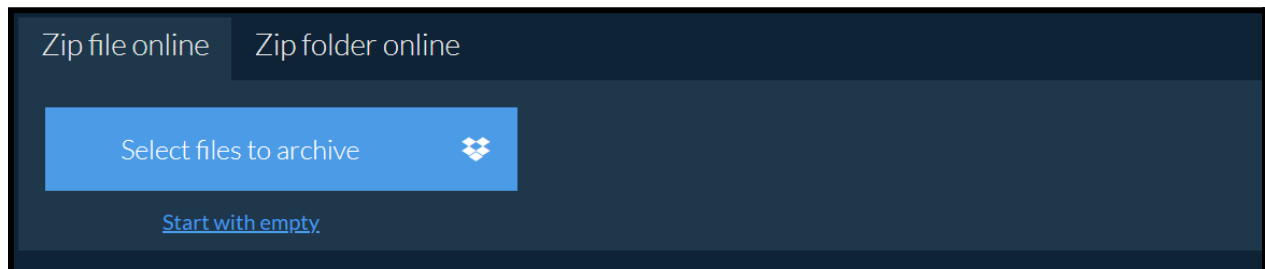 Zip file online Zip folder online
Select files to archive
Start with empty